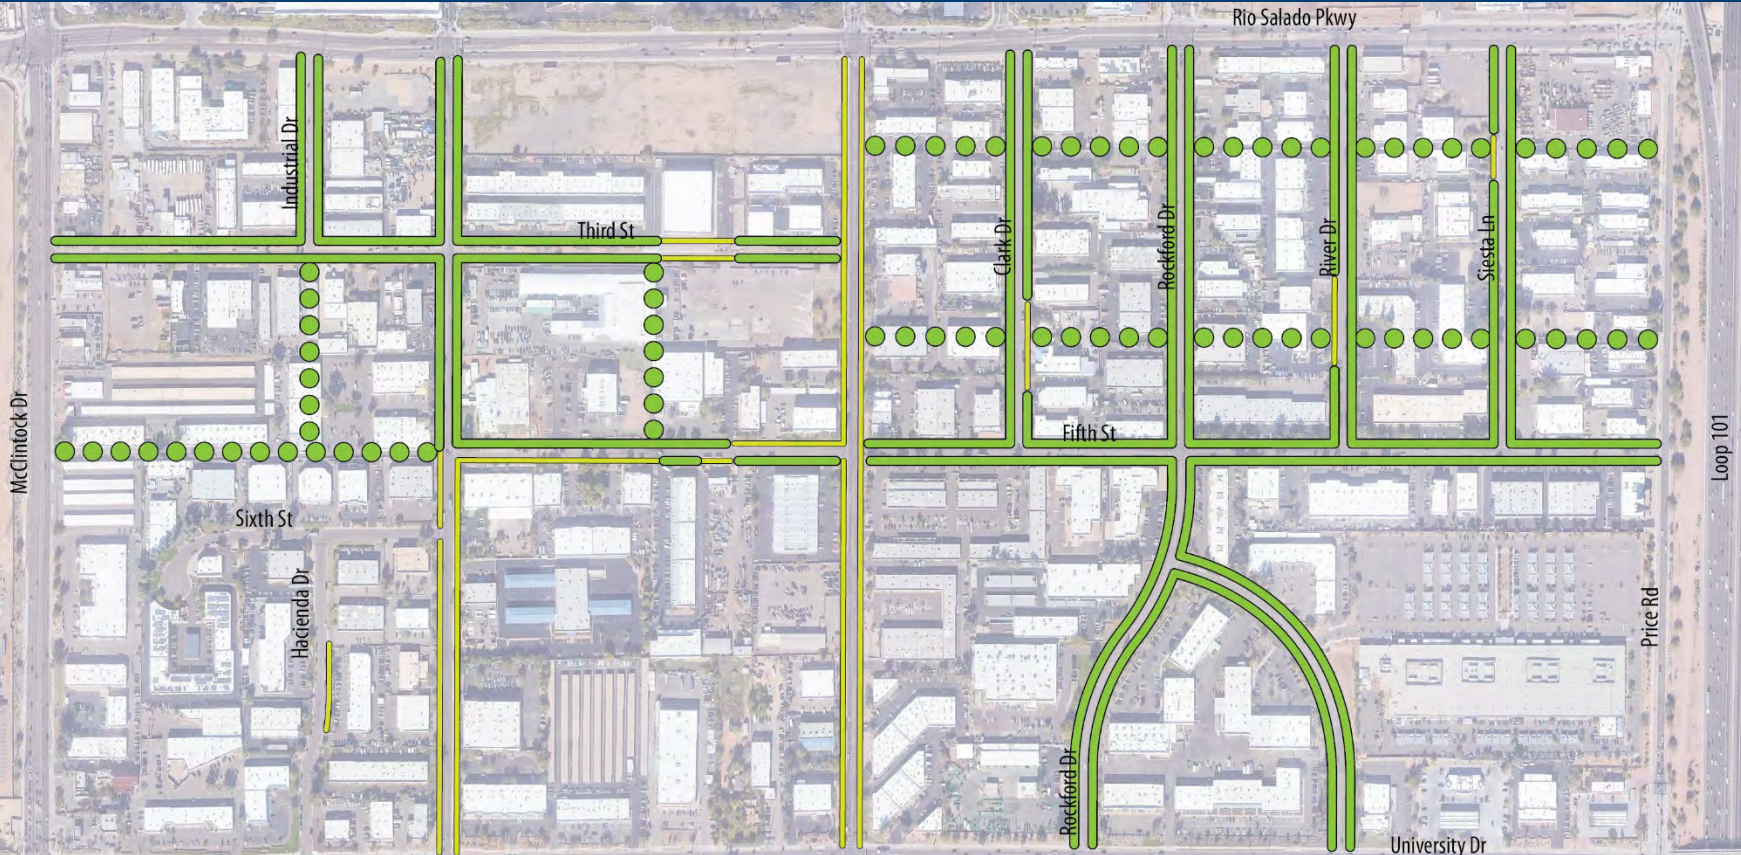 Rio Salado Pkwy
Industrial Dr
Third St
Clark Dr
Rockford Dr
River Dr
Siesta Ln
McClintock Dr
Fifth St
Loop 101
Sixth St
Hacienda Dr
Price Rd
Rockford Dr
University Dr